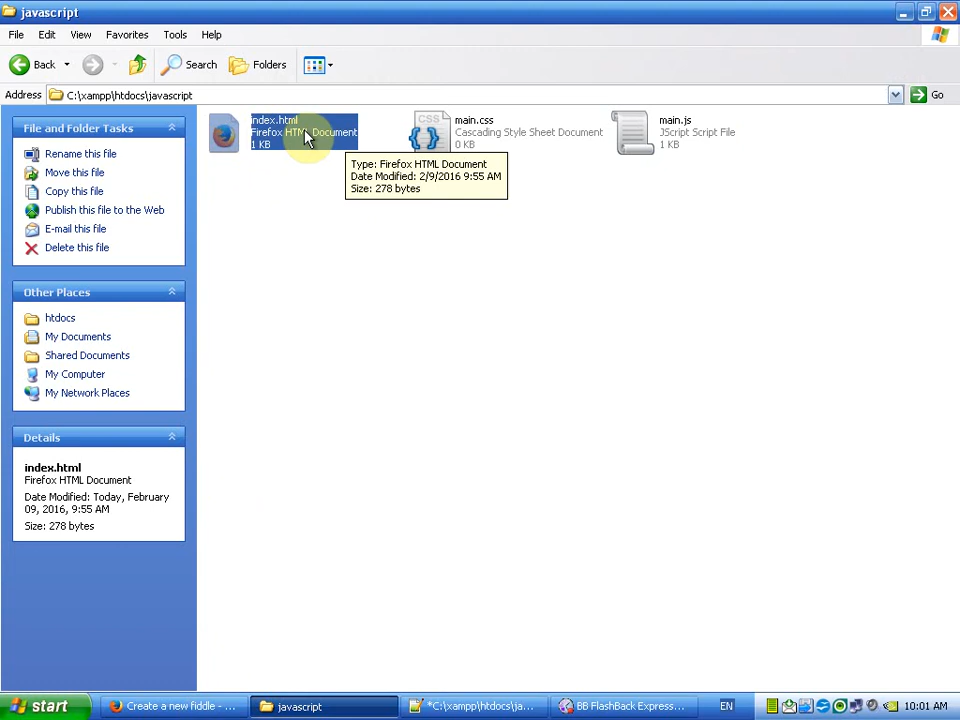 javascript
File Edit View Favorites Tools Help
Back Search Folders
Address C:\xampp\htdocs\javascript Go
File and Folder Tasks
Rename this file
Move this file
Copy this file
Publish this file to the Web
E-mail this file
Delete this file
Other Places
htdocs
My Documents
Shared Documents
My Computer
My Network Places
Details
index.html
Firefox HTML Document
Date Modified: Today, February
09, 2016, 9:55 AM
Size: 278 bytes
index.html
Firefox HTML Document
1 KB
Type: Firefox HTML Document
Date Modified: 2/9/2016 9:55 AM
Size: 278 bytes
CSS
main.css
Cascading Style Sheet Document
0 KB
main.js
JScript Script File
1 KB
start Create a new fiddle - ... javascript *C:\xampp\htdocs\ja... BB FlashBack Express... EN 10:01 AM